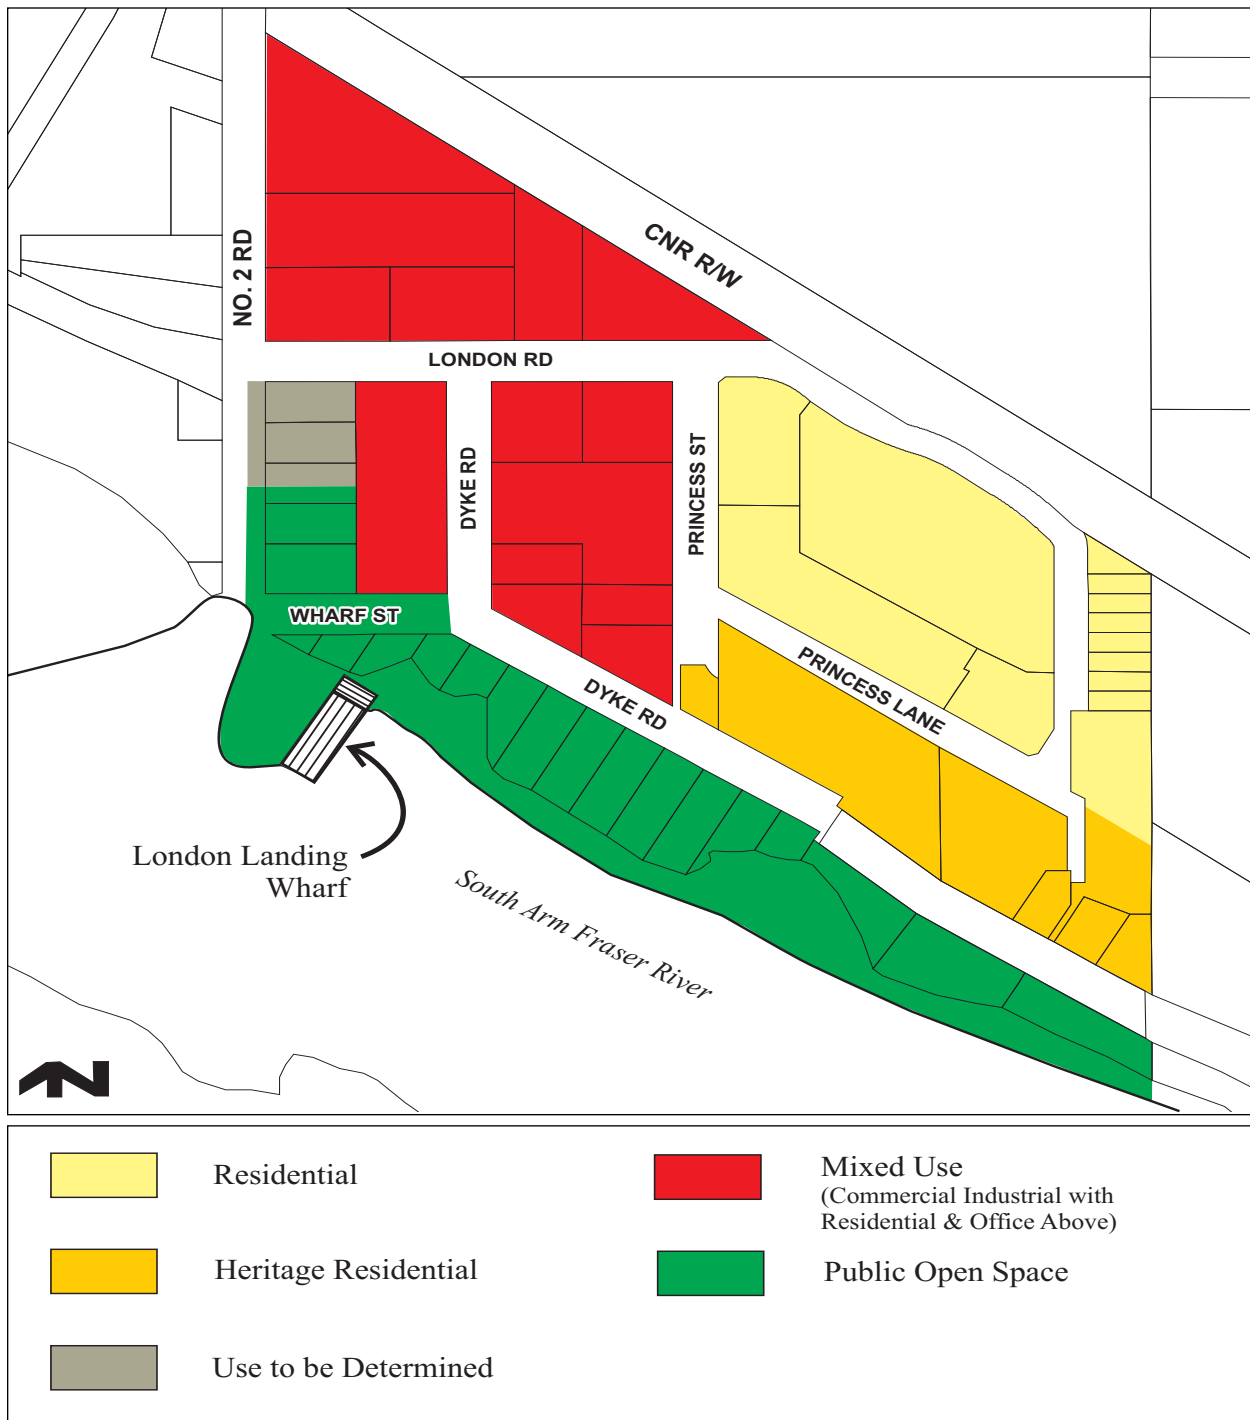 CNR R/W
NO. 2 RD
LONDON RD
DYKE RD
PRINCESS ST
WHARF ST
PRINCESS LANE
DYKE RD
London Landing
Wharf
South Arm Fraser River
N
Residential
Heritage Residential
Use to be Determined
Mixed Use
(Commercial Industrial with
Residential & Office Above)
Public Open Space